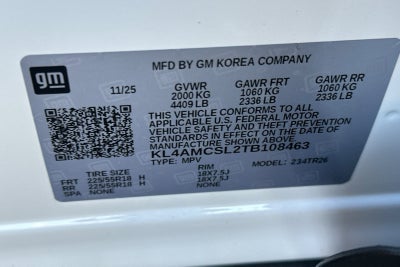 gm
MFD BY GM KOREA COMPANY
11/25 GVWR GAWR FRT GAWR RR
2000 KG 1060 KG 1060 KG
4409 LB 2336 LB 2336 LB
THIS VEHICLE CONFORMS TO ALL
APPLICABLE U.S. FEDERAL MOTOR
VEHICLE SAFETY AND THEFT PREVENTION
STANDARDS IN EFFECT ON THE DATE OF
MANUFACTURE SHOWN ABOVE.
KL4AMCSL2TB108463
TYPE: MPV MODEL: 234TR26
TIRE SIZE RIM
FRT 225/55R18 H 18X7.5J
RR 225/55R18 H 18X7.5J
SPA NONE NONE